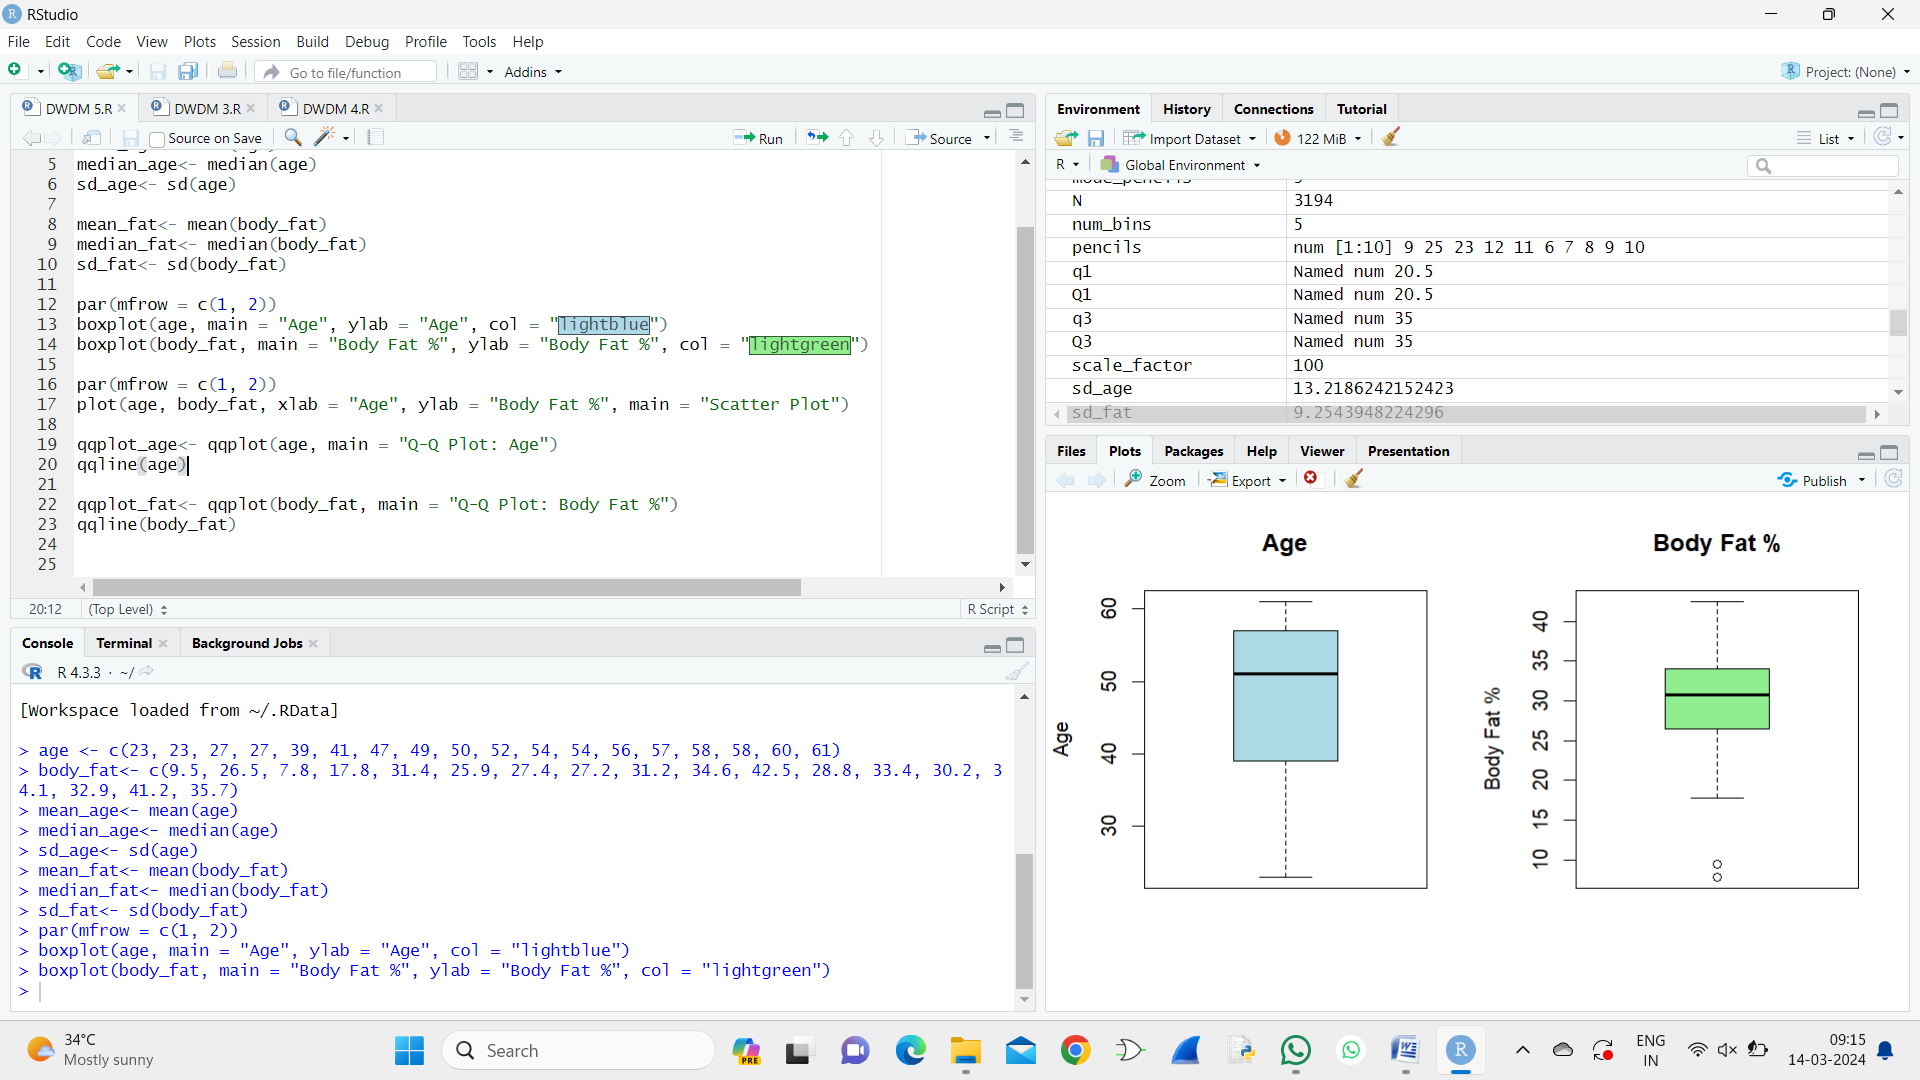 RStudio
File Edit Code View Plots Session Build Debug Profile Tools Help
Go to file/function Addins Project: (None)
DWDM 5.R DWDM 3.R DWDM 4.R
Source on Save Run Source
5 median_age<- median(age)
6 sd_age<- sd(age)
7
8 mean_fat<- mean(body_fat)
9 median_fat<- median(body_fat)
10 sd_fat<- sd(body_fat)
11
12 par(mfrow = c(1, 2))
13 boxplot(age, main = "Age", ylab = "Age", col = "lightblue")
14 boxplot(body_fat, main = "Body Fat %", ylab = "Body Fat %", col = "lightgreen")
15
16 par(mfrow = c(1, 2))
17 plot(age, body_fat, xlab = "Age", ylab = "Body Fat %", main = "Scatter Plot")
18
19 qqplot_age<- qqplot(age, main = "Q-Q Plot: Age")
20 qqline(age)
21
22 qqplot_fat<- qqplot(body_fat, main = "Q-Q Plot: Body Fat %")
23 qqline(body_fat)
24
25
20:12 (Top Level) R Script
Console Terminal Background Jobs
R 4.3.3 · ~/
[Workspace loaded from ~/.RData]
> age <- c(23, 23, 27, 27, 39, 41, 47, 49, 50, 52, 54, 54, 56, 57, 58, 58, 60, 61)
> body_fat<- c(9.5, 26.5, 7.8, 17.8, 31.4, 25.9, 27.4, 27.2, 31.2, 34.6, 42.5, 28.8, 33.4, 30.2, 3
4.1, 32.9, 41.2, 35.7)
> mean_age<- mean(age)
> median_age<- median(age)
> sd_age<- sd(age)
> mean_fat<- mean(body_fat)
> median_fat<- median(body_fat)
> sd_fat<- sd(body_fat)
> par(mfrow = c(1, 2))
> boxplot(age, main = "Age", ylab = "Age", col = "lightblue")
> boxplot(body_fat, main = "Body Fat %", ylab = "Body Fat %", col = "lightgreen")
>
Environment History Connections Tutorial
Import Dataset 122 MiB List
R Global Environment
N 3194
num_bins 5
pencils num [1:10] 9 25 23 12 11 6 7 8 9 10
q1 Named num 20.5
Q1 Named num 20.5
q3 Named num 35
Q3 Named num 35
scale_factor 100
sd_age 13.2186242152423
sd_fat 9.2543948224296
Files Plots Packages Help Viewer Presentation
Zoom Export Publish
Age
Age
60
50
40
30
Body Fat %
Body Fat %
40
35
30
25
20
15
10
34°C
Mostly sunny
Search
PRE
ENG
IN
09:15
14-03-2024